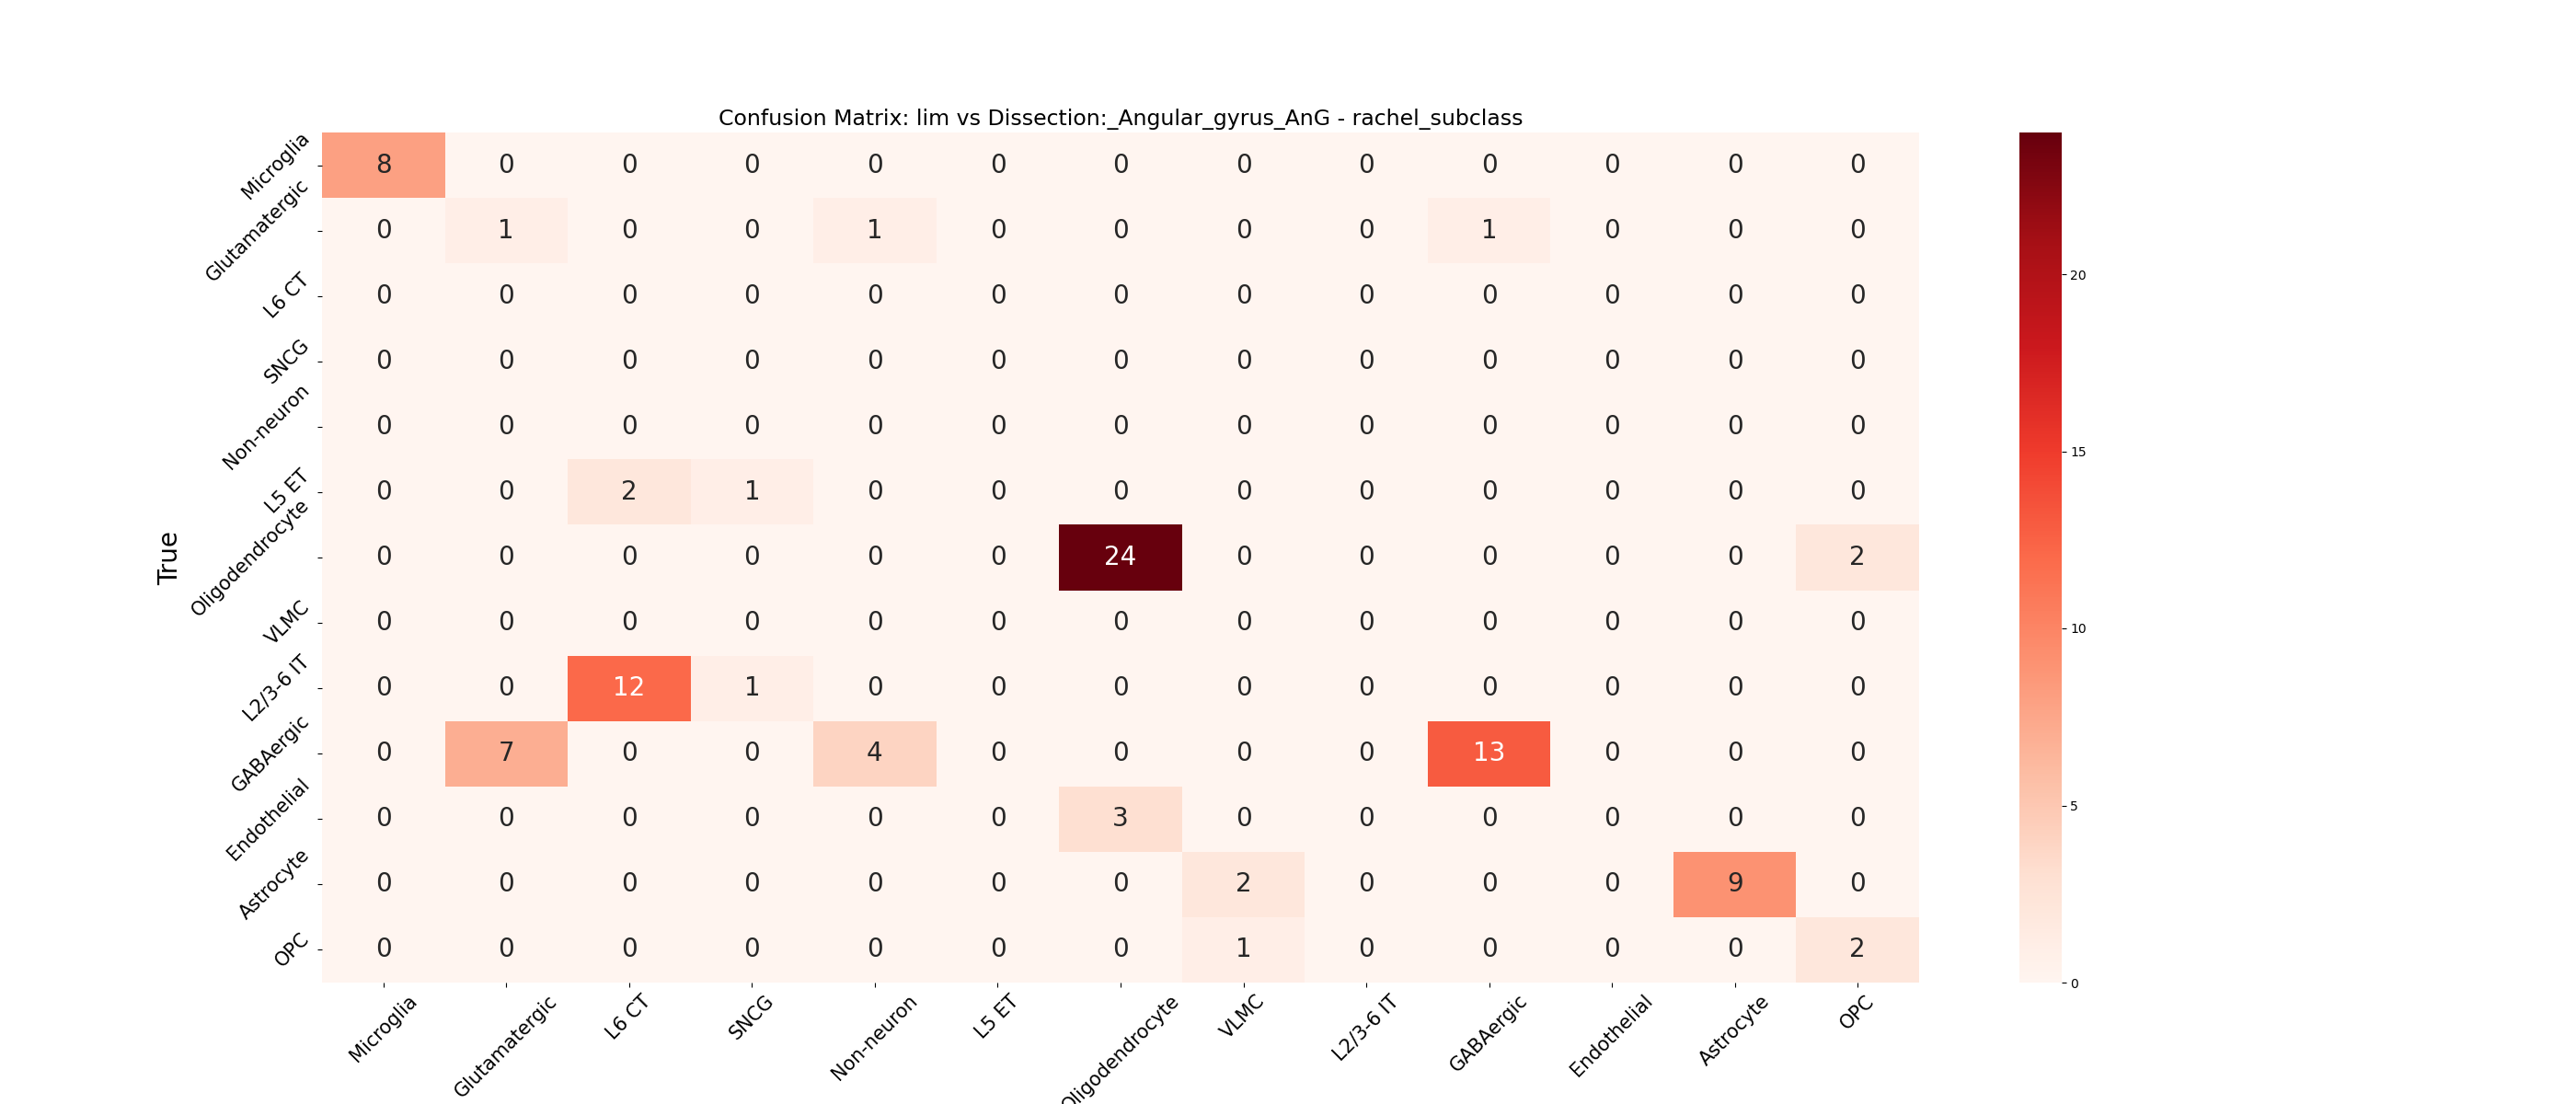 Confusion Matrix: lim vs Dissection:_Angular_gyrus_AnG - rachel_subclass
True
Microglia 8 0 0 0 0 0 0 0 0 0 0 0 0
Glutamatergic 0 1 0 0 1 0 0 0 0 1 0 0 0
L6 CT 0 0 0 0 0 0 0 0 0 0 0 0 0
SNCG 0 0 0 0 0 0 0 0 0 0 0 0 0
Non-neuron 0 0 0 0 0 0 0 0 0 0 0 0 0
L5 ET 0 0 2 1 0 0 0 0 0 0 0 0 0
Oligodendrocyte 0 0 0 0 0 0 24 0 0 0 0 0 2
VLMC 0 0 0 0 0 0 0 0 0 0 0 0 0
L2/3-6 IT 0 0 12 1 0 0 0 0 0 0 0 0 0
GABAergic 0 7 0 0 4 0 0 0 0 13 0 0 0
Endothelial 0 0 0 0 0 0 3 0 0 0 0 0 0
Astrocyte 0 0 0 0 0 0 0 2 0 0 0 9 0
OPC 0 0 0 0 0 0 0 1 0 0 0 0 2
Microglia Glutamatergic L6 CT SNCG Non-neuron L5 ET Oligodendrocyte VLMC L2/3-6 IT GABAergic Endothelial Astrocyte OPC
20
15
10
5
0